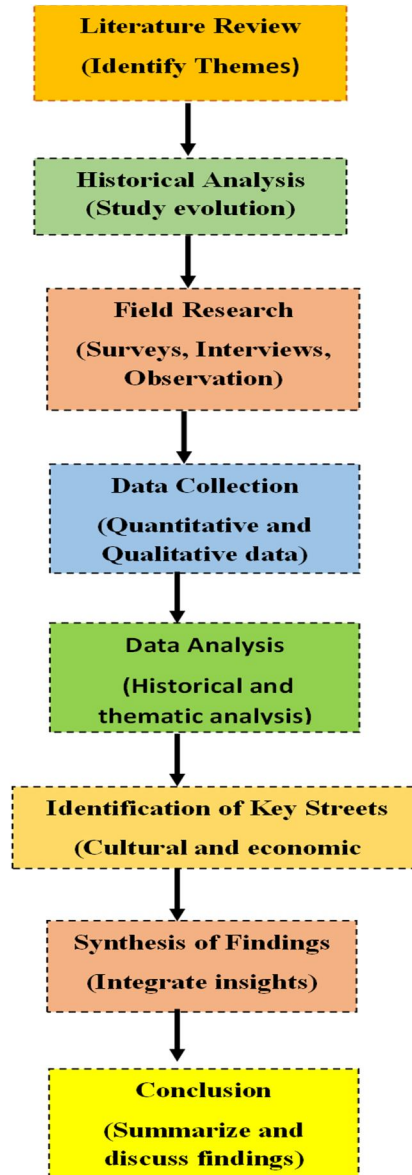 Literature Review
(Identify Themes)
Historical Analysis
(Study evolution)
Field Research
(Surveys, Interviews,
Observation)
Data Collection
(Quantitative and
Qualitative data)
Data Analysis
(Historical and
thematic analysis)
Identification of Key Streets
(Cultural and economic
Synthesis of Findings
(Integrate insights)
Conclusion
(Summarize and
discuss findings)